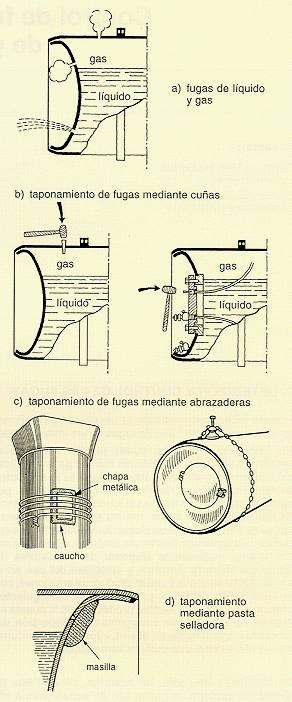 gas
líquido
a) fugas de líquido
y gas
b) taponamiento de fugas mediante cuñas
gas
líquido
gas
líquido
c) taponamiento de fugas mediante abrazaderas
chapa
metálica
caucho
d) taponamiento
mediante pasta
selladora
masilla